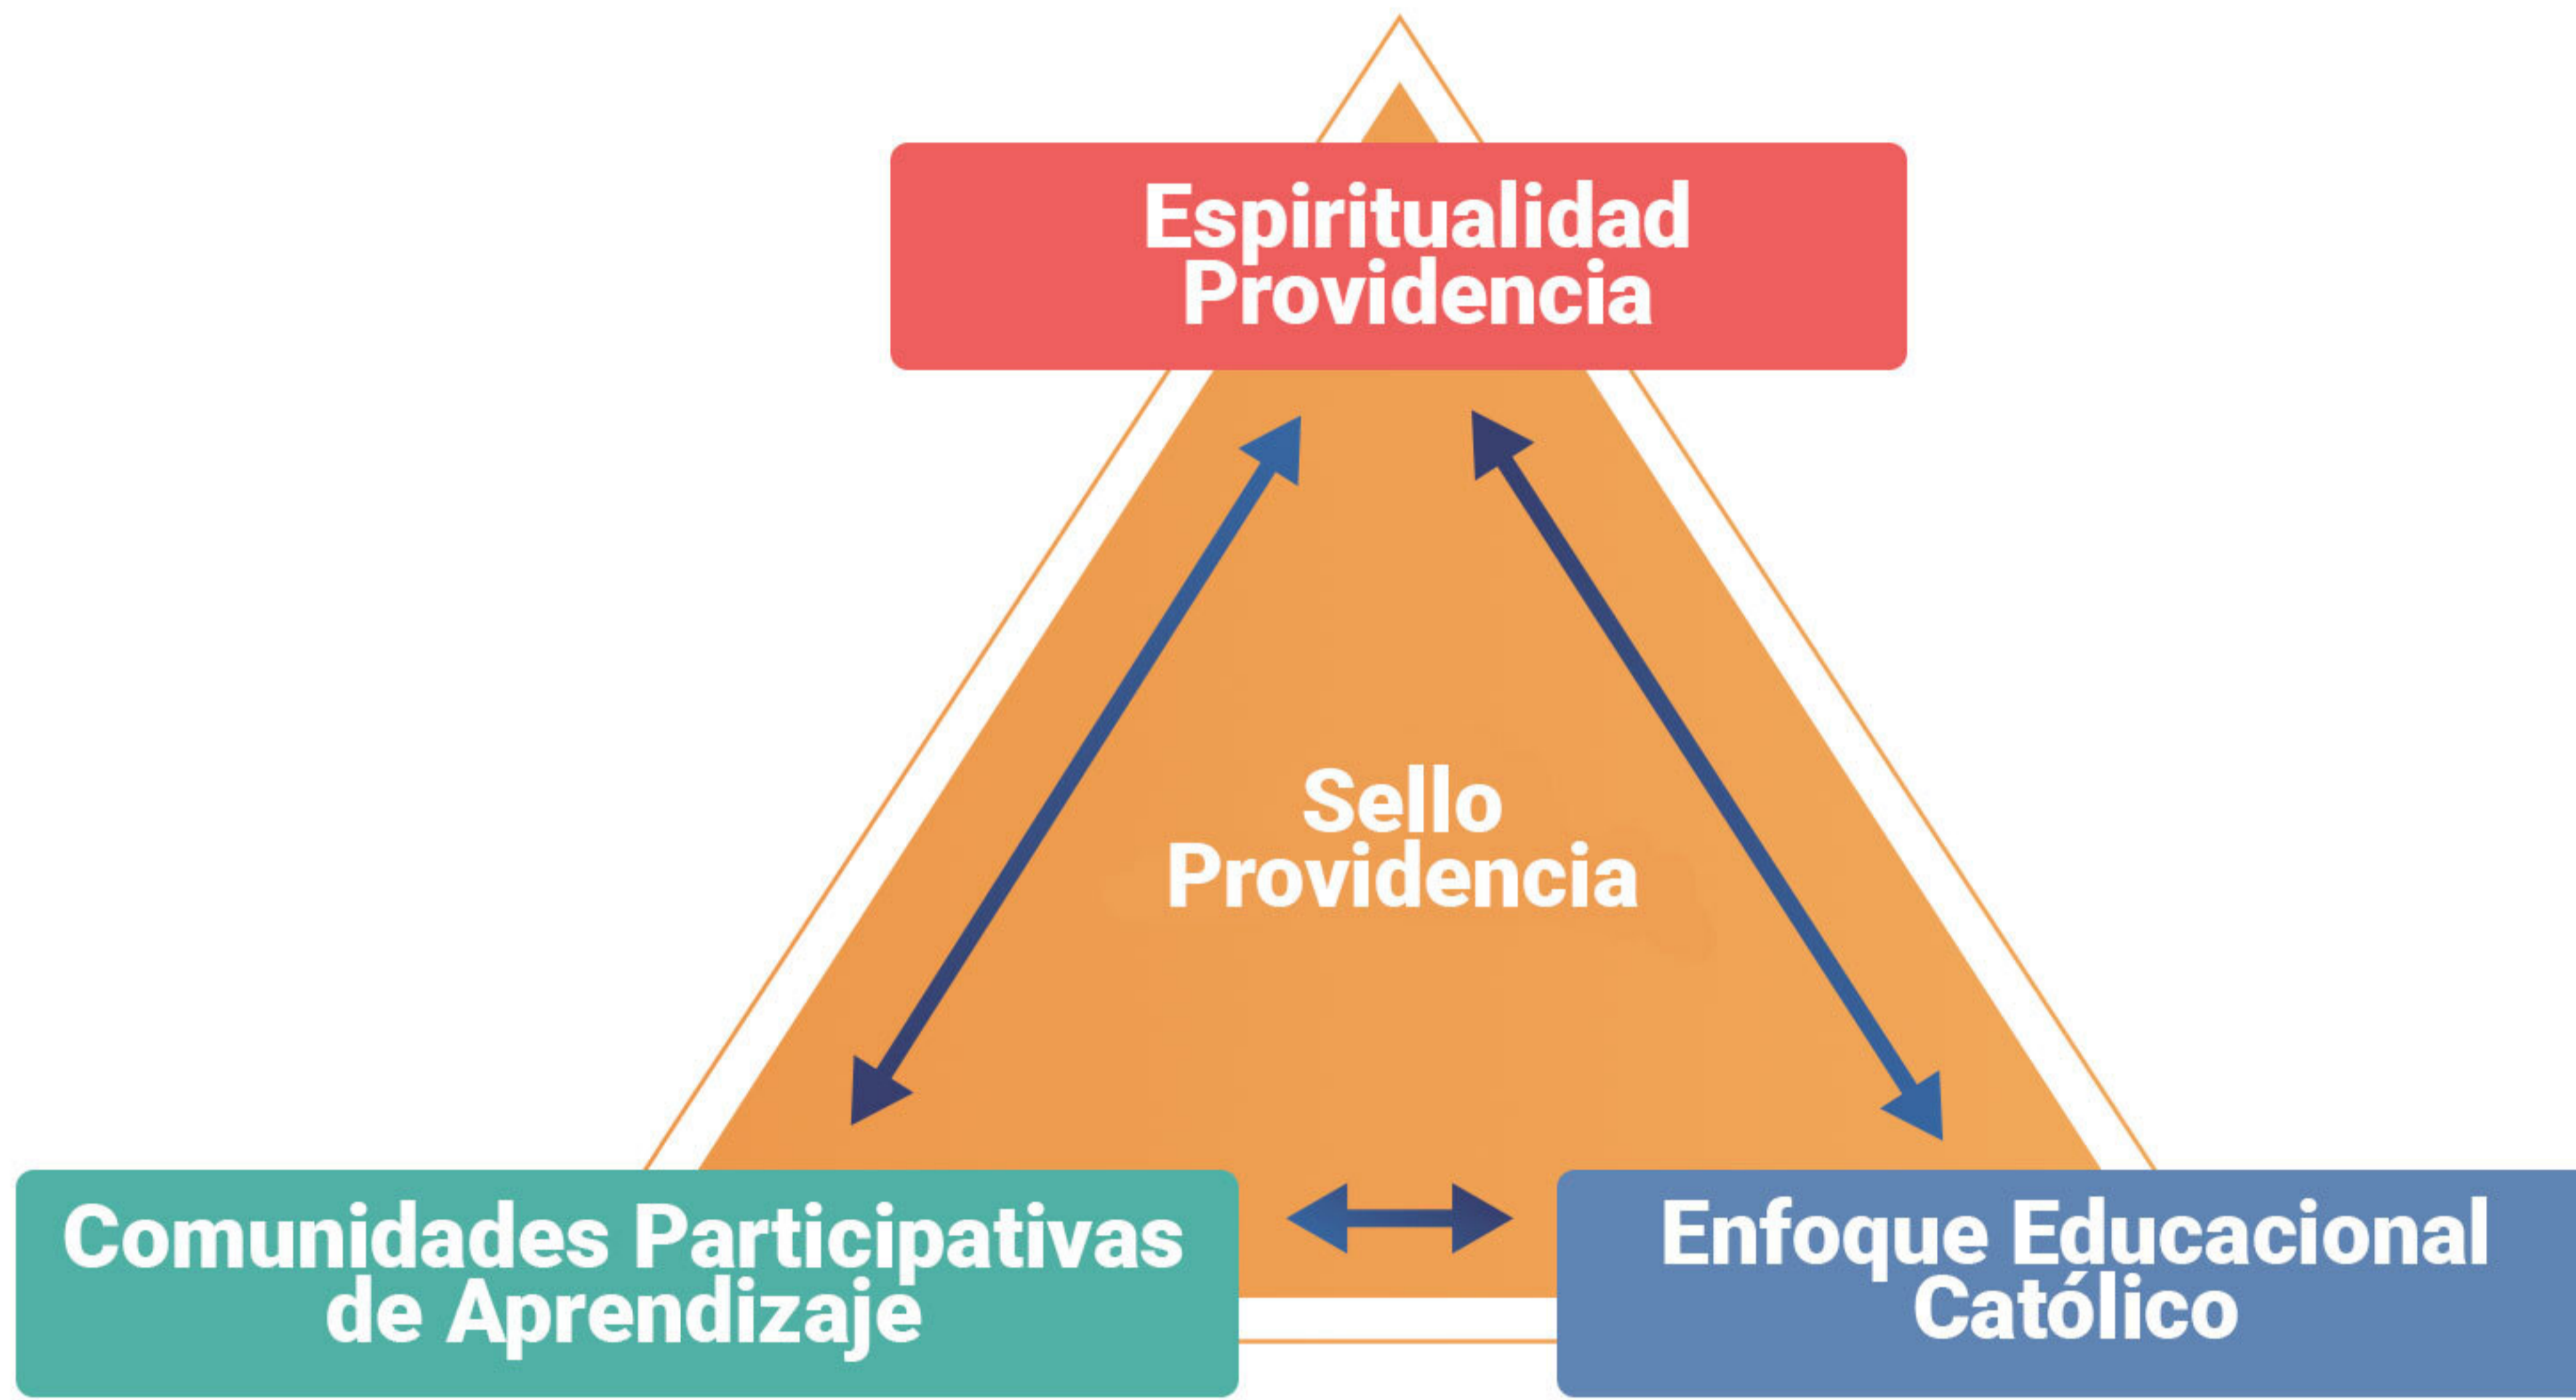 Espiritualidad
Providencia
Sello
Providencia
Comunidades Participativas
de Aprendizaje
Enfoque Educacional
Católico